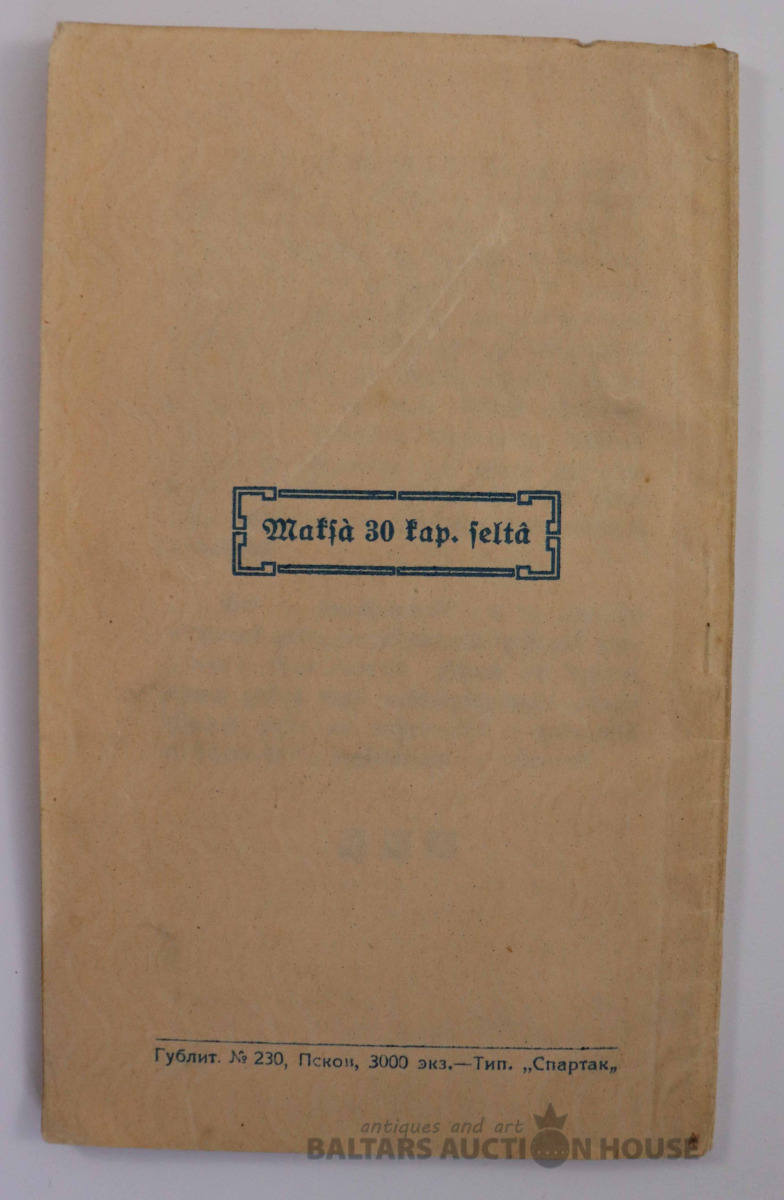 Makſà 30 kap. ſeltâ
Гублит. № 230, Псков, 3000 экз.—Тип. „Спартак„
antiques and art
BALTARS AUCTION HOUSE